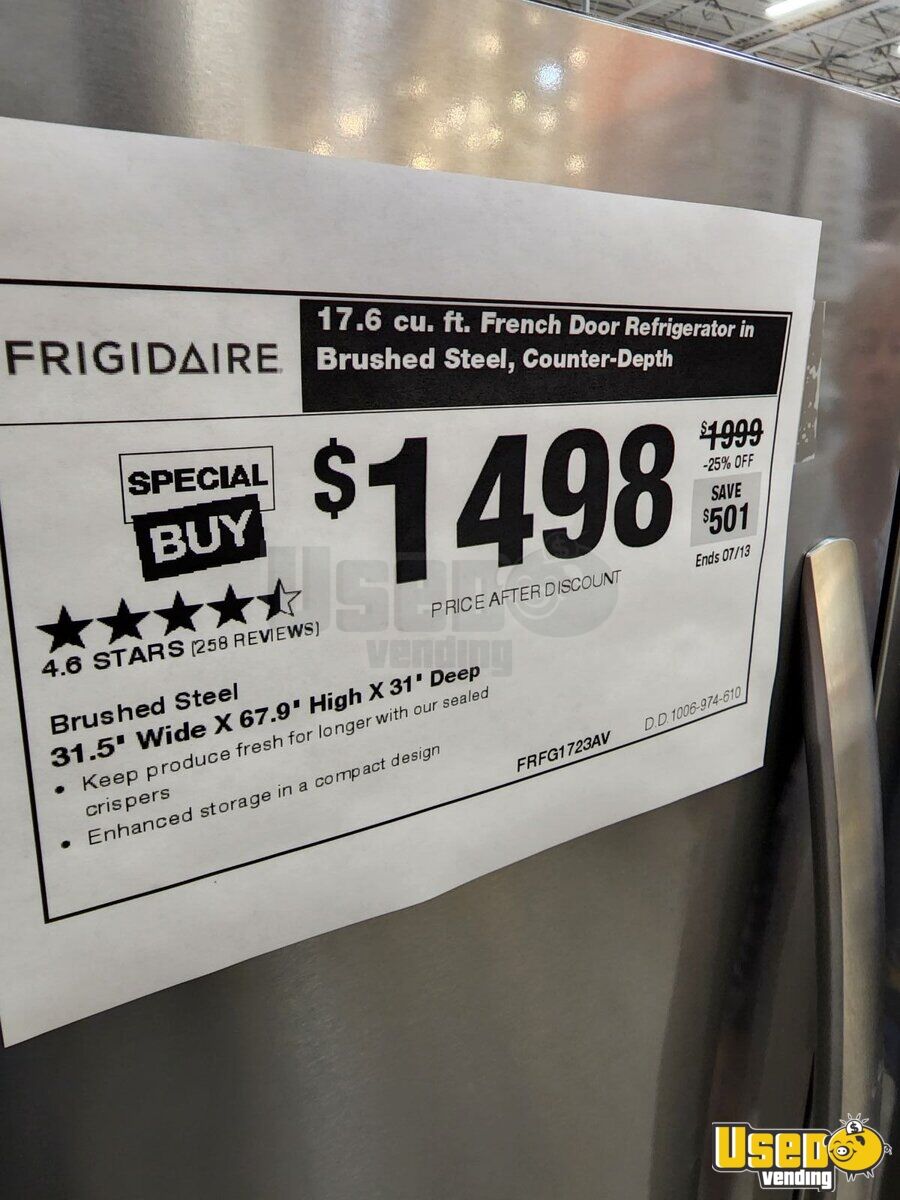 FRIGIDAIRE
17.6 cu. ft. French Door Refrigerator in
Brushed Steel, Counter-Depth
SPECIAL
BUY
$1498
PRICE AFTER DISCOUNT
$1999
-25% OFF
SAVE
$501
Ends 07/13
4.6 STARS (258 REVIEWS)
Brushed Steel
31.5" Wide X 67.9" High X 31" Deep
• Keep produce fresh for longer with our sealed
crispers
• Enhanced storage in a compact design
FRFG1723AV
D.D.1006-974-610
USED
vending
USED
vending